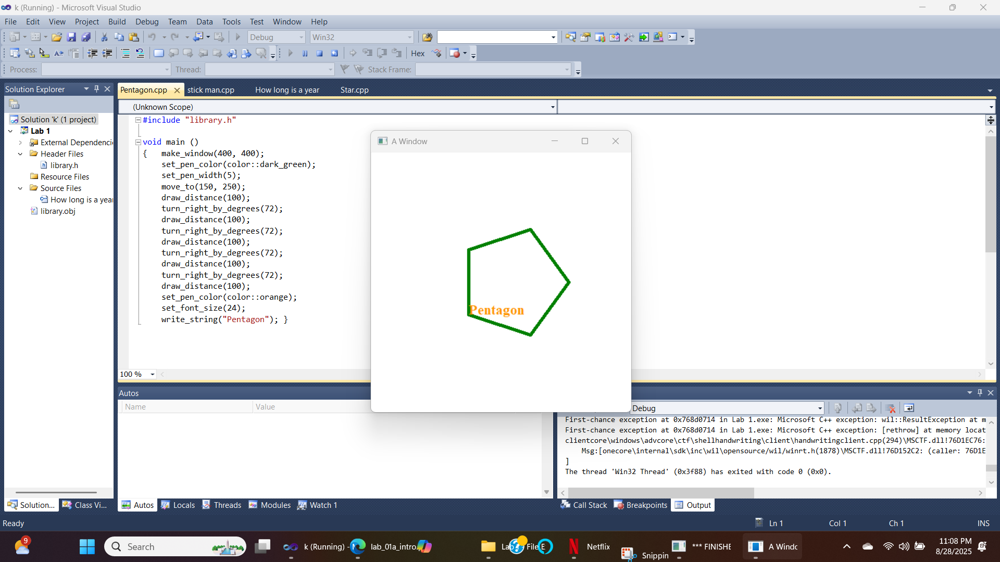 k (Running) - Microsoft Visual Studio
File Edit View Project Build Debug Team Data Tools Test Window Help
Debug Win32
Hex
Process: Thread: Stack Frame:
Solution Explorer
Solution 'k' (1 project)
Lab 1
External Dependenci
Header Files
library.h
Resource Files
Source Files
How long is a year
library.obj
Solution... Class Vi...
Pentagon.cpp stick man.cpp How long is a year Star.cpp
(Unknown Scope)
#include "library.h"
void main ()
{ make_window(400, 400);
set_pen_color(color::dark_green);
set_pen_width(5);
move_to(150, 250);
draw_distance(100);
turn_right_by_degrees(72);
draw_distance(100);
turn_right_by_degrees(72);
draw_distance(100);
turn_right_by_degrees(72);
draw_distance(100);
turn_right_by_degrees(72);
draw_distance(100);
set_pen_color(color::orange);
set_font_size(24);
write_string("Pentagon"); }
100 %
A Window
Pentagon
Autos
Name Value
Autos Locals Threads Modules Watch 1
Debug
First-chance exception at 0x768d0714 in Lab 1.exe: Microsoft C++ exception: wil::ResultException at m
First-chance exception at 0x768d0714 in Lab 1.exe: Microsoft C++ exception: [rethrow] at memory locat
clientcore\windows\advcore\ctf\shellhandwriting\client\handwritingclient.cpp(294)\MSCTF.dll!76D1EC76:
Msg:[onecore\internal\sdk\inc\wil\opensource/wil/winrt.h(1878)\MSCTF.dll!76D152C2: (caller: 76D1E
]
The thread 'Win32 Thread' (0x3f88) has exited with code 0 (0x0).
Call Stack Breakpoints Output
Ready Ln 1 Col 1 Ch 1 INS
9
Search
k (Running) - M
lab_01a_intro.
Lab
File E
Netflix
Snippin
*** FINISHE
A Windo
11:08 PM
8/28/2025